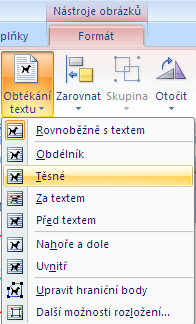 Nástroje obrázků
plňky
Formát
Obtékání textu
Zarovnat
Skupina
Otočit
Rovnoběžně s textem
Obdélník
Těsné
Za textem
Před textem
Nahoře a dole
Uvnitř
Upravit hraniční body
Další možnosti rozložení...